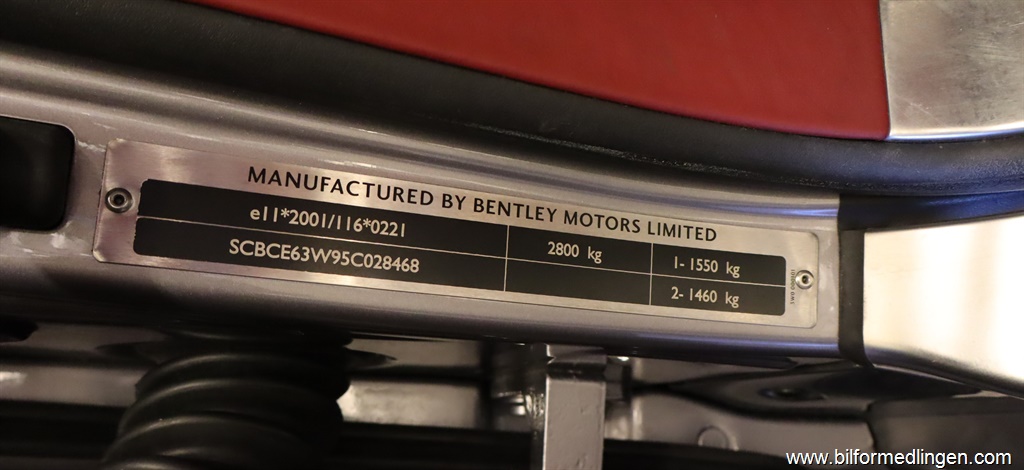 MANUFACTURED BY BENTLEY MOTORS LIMITED
e11*2001/116*0221
2800 kg
1- 1550 kg
SCBCE63W95C028468
2- 1460 kg
www.bilformedlingen.com